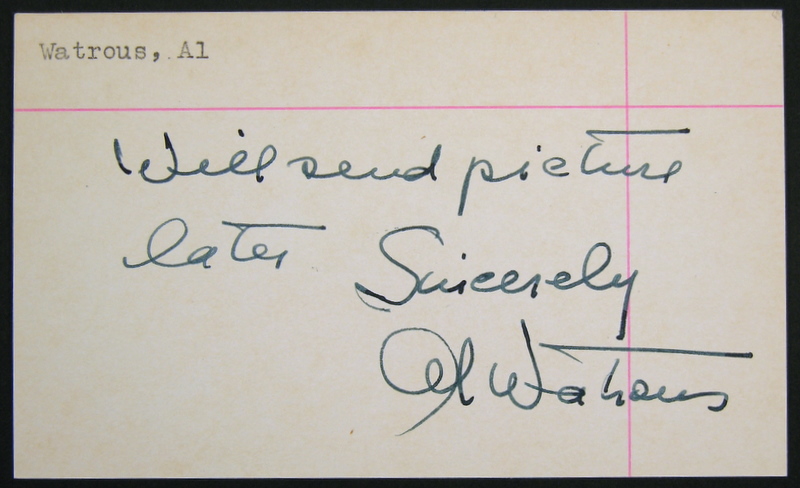 Watrous, Al
Will send picture
later Sincerely
Al Watrous